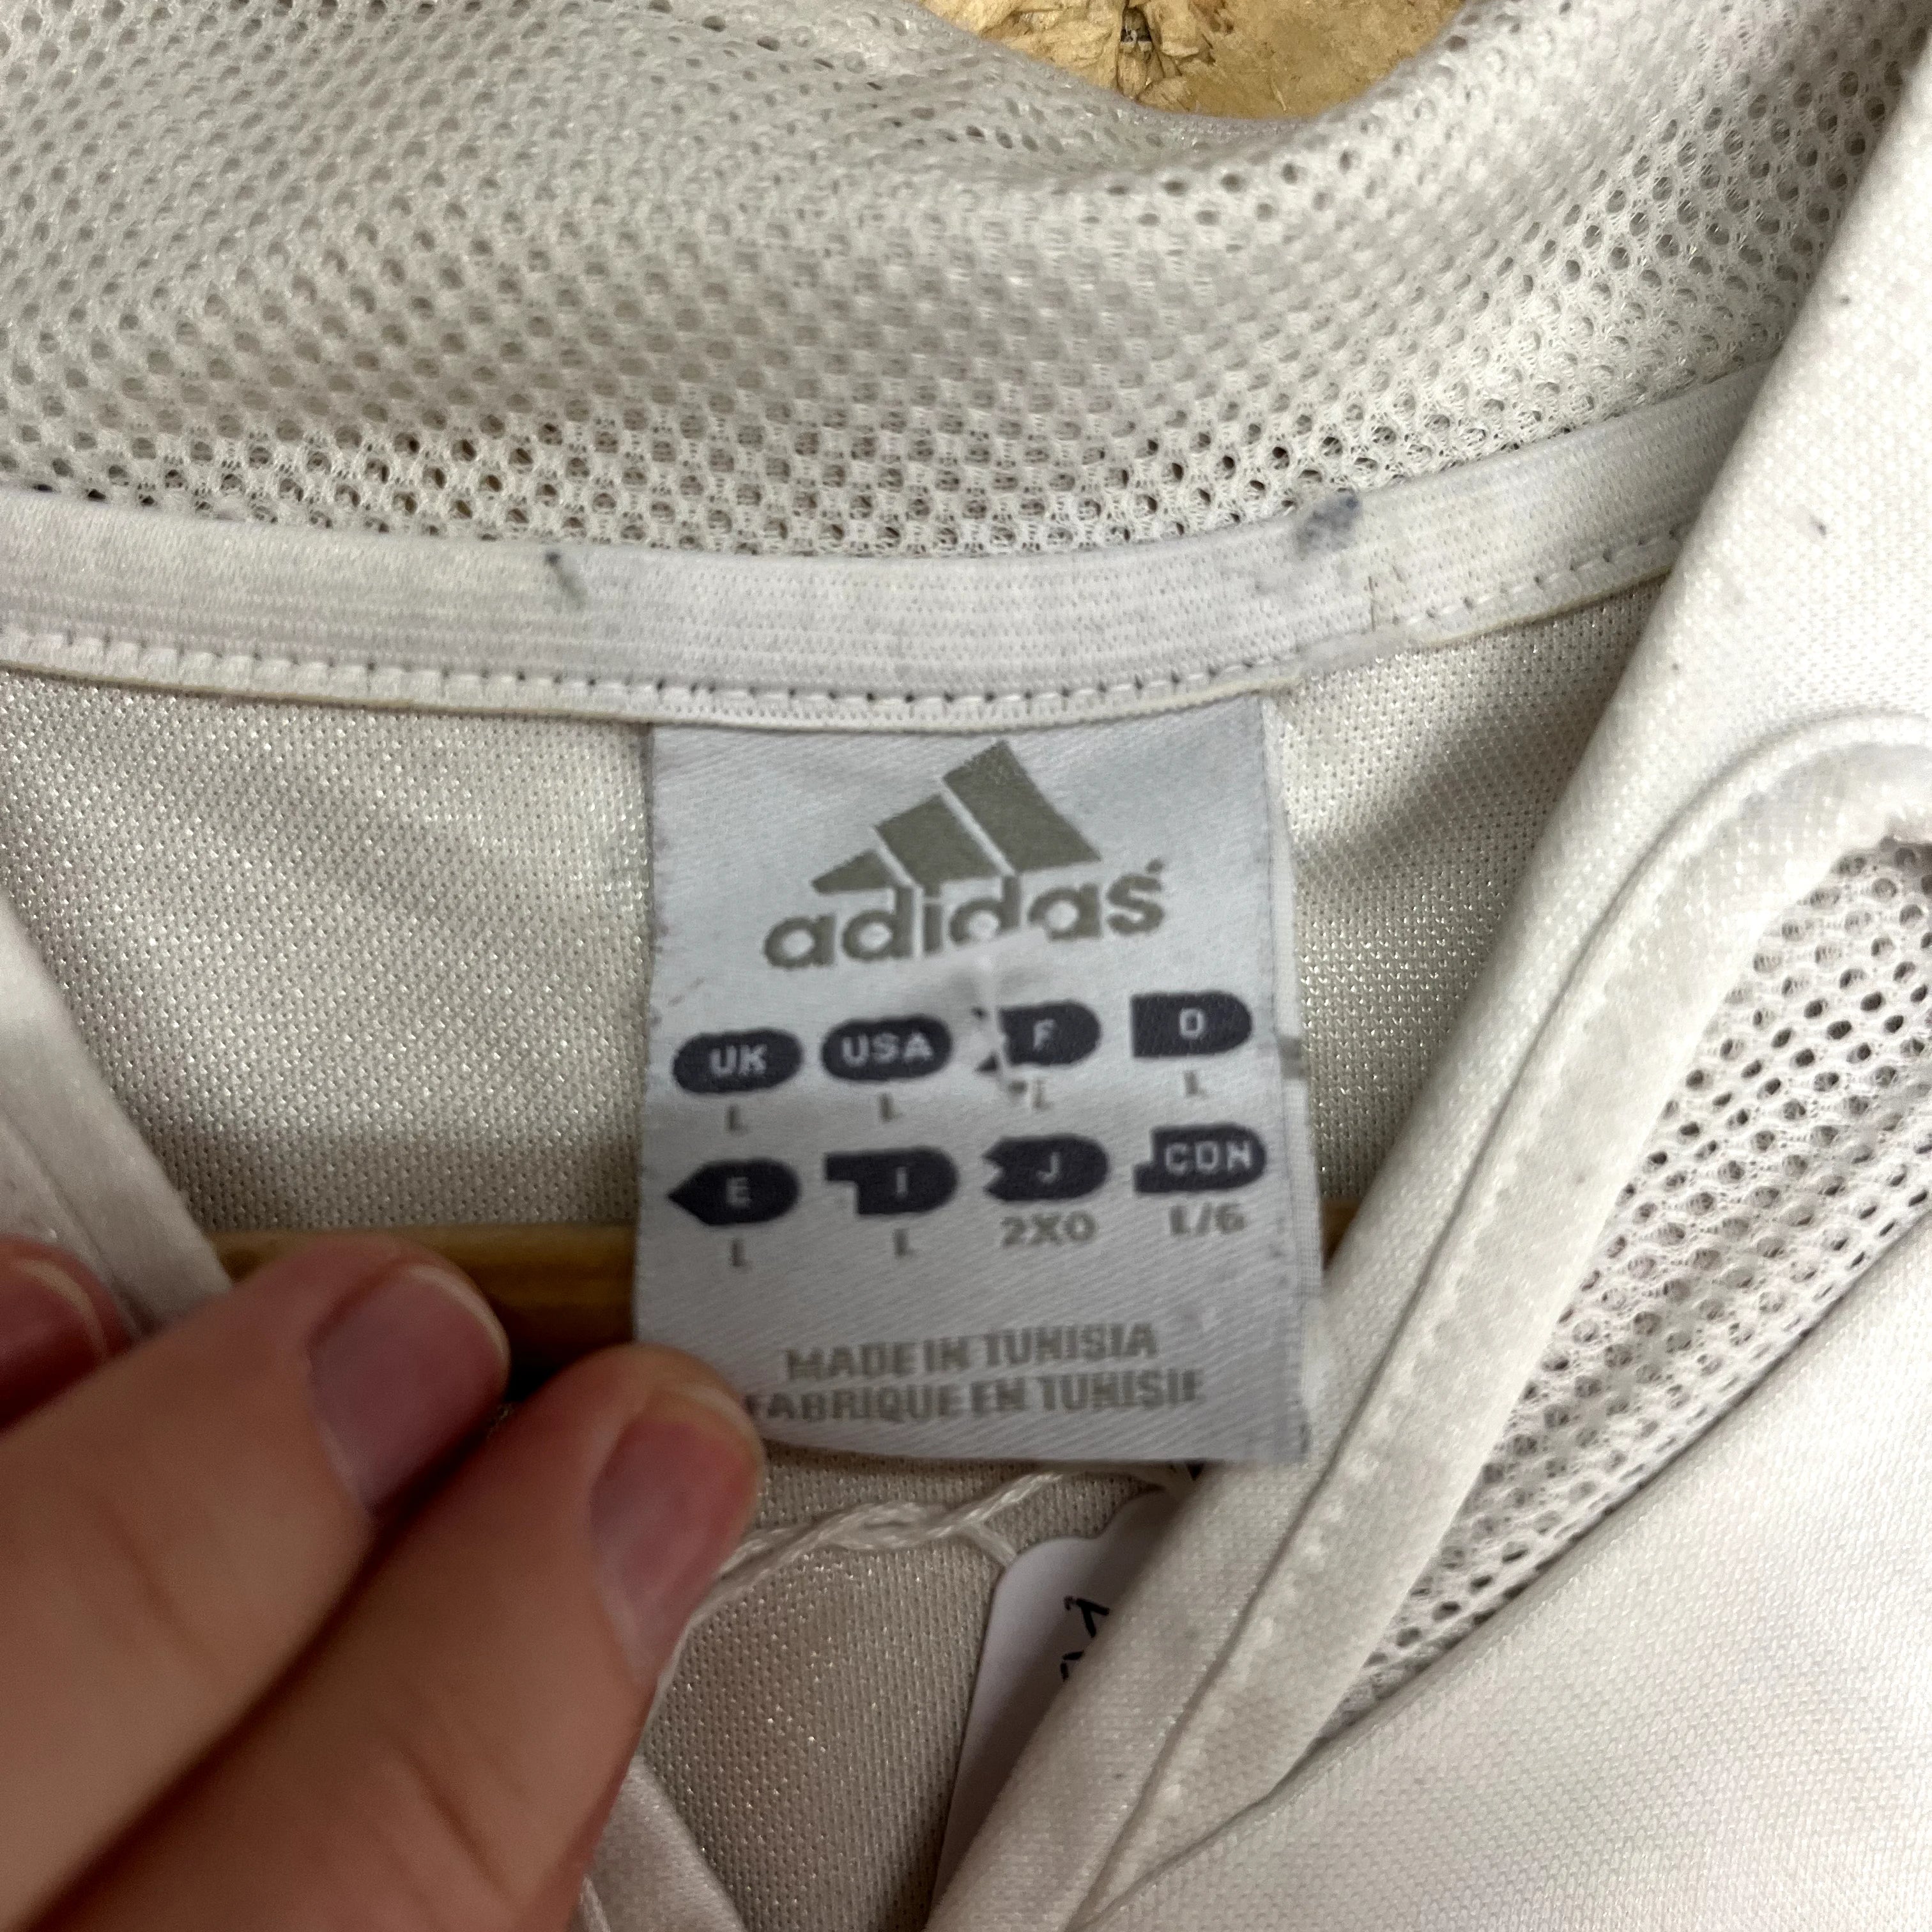 adidas
UK USA F D
L L L L
E I J CDN
L L 2XO L/6
MADE IN TUNISIA
FABRIQUE EN TUNISIE